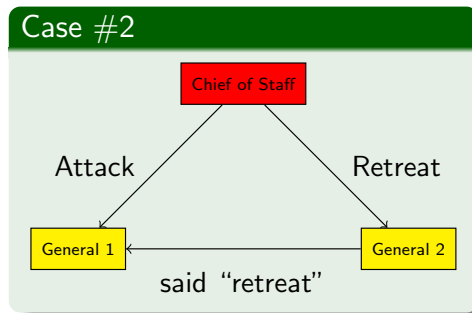 Case #2
Chief of Staff
Attack
Retreat
General 1
General 2
said “retreat”